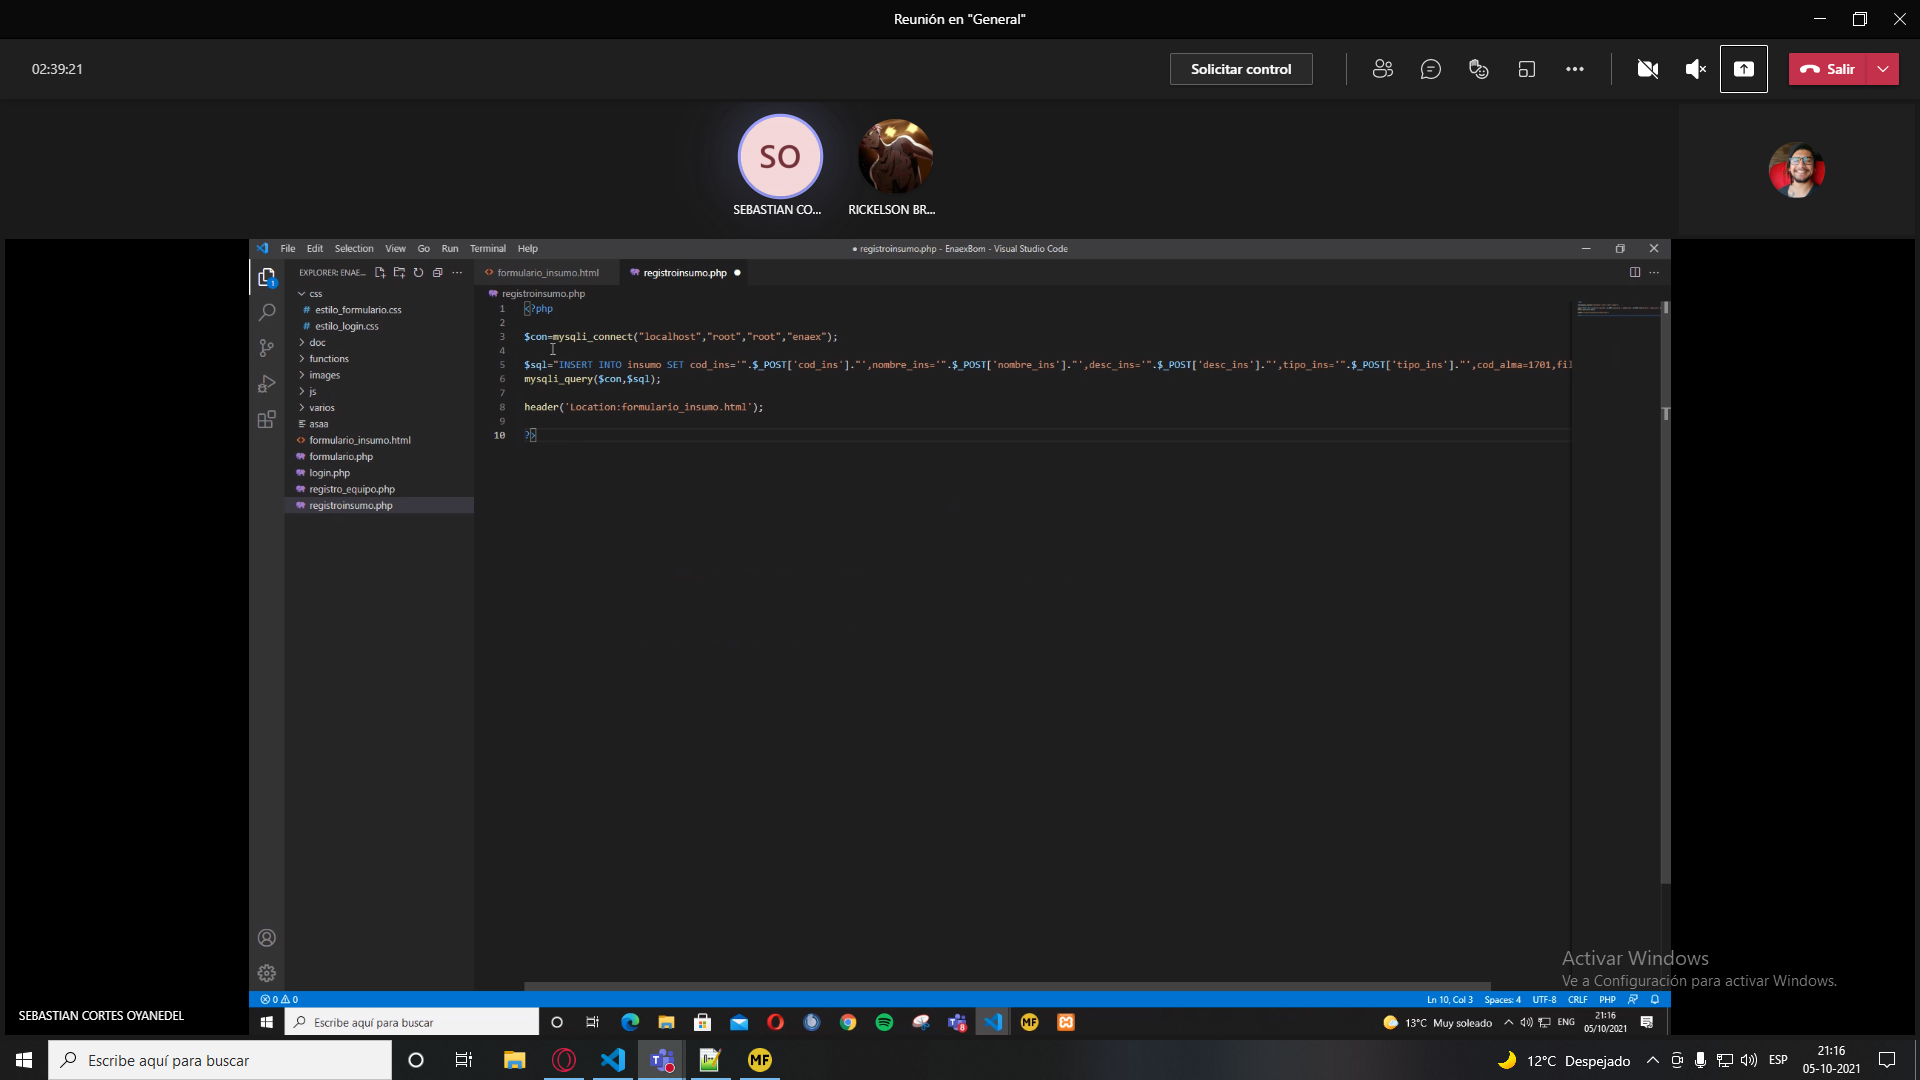 Reunión en "General"
02:39:21
Solicitar control
Salir
SO
SEBASTIAN CO...
RICKELSON BR...
File Edit Selection View Go Run Terminal Help
● registroinsumo.php - EnaexBom - Visual Studio Code
EXPLORER: ENAE...
formulario_insumo.html
registroinsumo.php
registroinsumo.php
css
estilo_formulario.css
estilo_login.css
doc
functions
images
js
varios
asaa
formulario_insumo.html
formulario.php
login.php
registro_equipo.php
registroinsumo.php
1 <?php
2
3 $con=mysqli_connect("localhost","root","root","enaex");
4
5 $sql="INSERT INTO insumo SET cod_ins='".$_POST['cod_ins']."',nombre_ins='".$_POST['nombre_ins']."',desc_ins='".$_POST['desc_ins']."',tipo_ins='".$_POST['tipo_ins']."',cod_alma=1701,fil
6 mysqli_query($con,$sql);
7
8 header('Location:formulario_insumo.html');
9
10 ?>
Activar Windows
Ve a Configuración para activar Windows.
0 0
Ln 10, Col 3 Spaces: 4 UTF-8 CRLF PHP
SEBASTIAN CORTES OYANEDEL
Escribe aquí para buscar
8
MF
13°C Muy soleado
ENG
21:16
05/10/2021
Escribe aquí para buscar
MF
12°C Despejado
ESP
21:16
05-10-2021